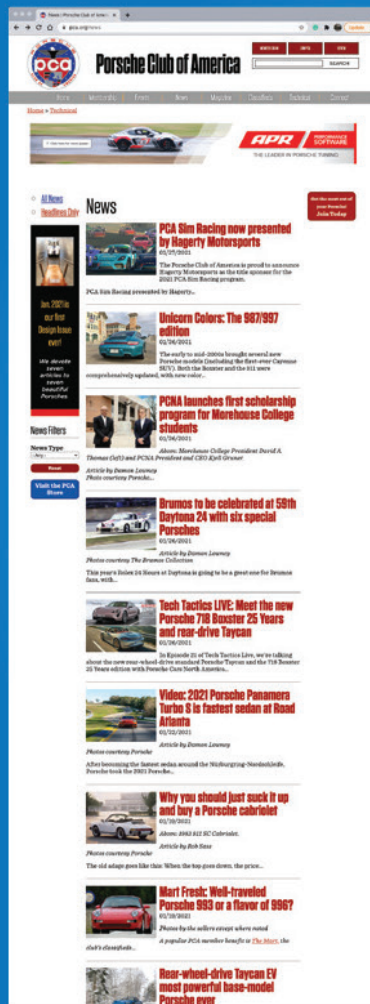 News | Porsche Club of America
pca.org/news
Update
pca
Porsche Club of America
JOIN
SEARCH
Home Membership Events News Magazine Classifieds Technical Contact
Home » Technical
APR PERFORMANCE SOFTWARE
THE LEADER IN PORSCHE TUNING.
All News
Headlines Only
News
Get the most out of
your Porsche!
Join Today
Jan. 2021 is
our first
Design Issue
ever!
We devote
seven
articles to
seven
beautiful
Porsches.
News Filters
News Type
- Any -
Reset
Visit the PCA
Store
PCA Sim Racing now presented
by Hagerty Motorsports
01/27/2021
The Porsche Club of America is proud to announce
Hagerty Motorsports as the title sponsor for the
2021 PCA Sim Racing program.
PCA Sim Racing presented by Hagerty...
Unicorn Colors: The 987/997
edition
01/26/2021
The early to mid-2000s brought several new
Porsche models (including the first-ever Cayenne
SUV). Both the Boxster and the 911 were
comprehensively updated, with new color...
PCNA launches first scholarship
program for Morehouse College
students
01/26/2021
Above: Morehouse College President David A.
Thomas (left) and PCNA President and CEO Kjell Gruner
Article by Damon Lowney
Photo courtesy Porsche...
Brumos to be celebrated at 59th
Daytona 24 with six special
Porsches
01/26/2021
Article by Damon Lowney
Photos courtesy The Brumos Collection
This year's Rolex 24 Hours at Daytona is going to be a great one for Brumos
fans, with...
Tech Tactics LIVE: Meet the new
Porsche 718 Boxster 25 Years
and rear-drive Taycan
01/26/2021
In Episode 21 of Tech Tactics Live, we're talking
about the new rear-wheel-drive standard Porsche Taycan and the 718 Boxster
25 Years edition with Porsche Cars North America...
Video: 2021 Porsche Panamera
Turbo S is fastest sedan at Road
Atlanta
01/22/2021
Article by Damon Lowney
Photos courtesy Porsche
After becoming the fastest sedan around the Nürburgring-Nordschleife,
Porsche took the 2021 Porsche...
Why you should just suck it up
and buy a Porsche cabriolet
01/19/2021
Above: 1983 911 SC Cabriolet.
Article by Rob Sass
Photos courtesy Porsche
The old adage goes like this: When the top goes down, the price...
Mart Fresh: Well-traveled
Porsche 993 or a flavor of 996?
01/19/2021
Photos by the sellers except where noted
A popular PCA member benefit is The Mart, the
club's classifieds...
Rear-wheel-drive Taycan EV
most powerful base-model
Porsche ever